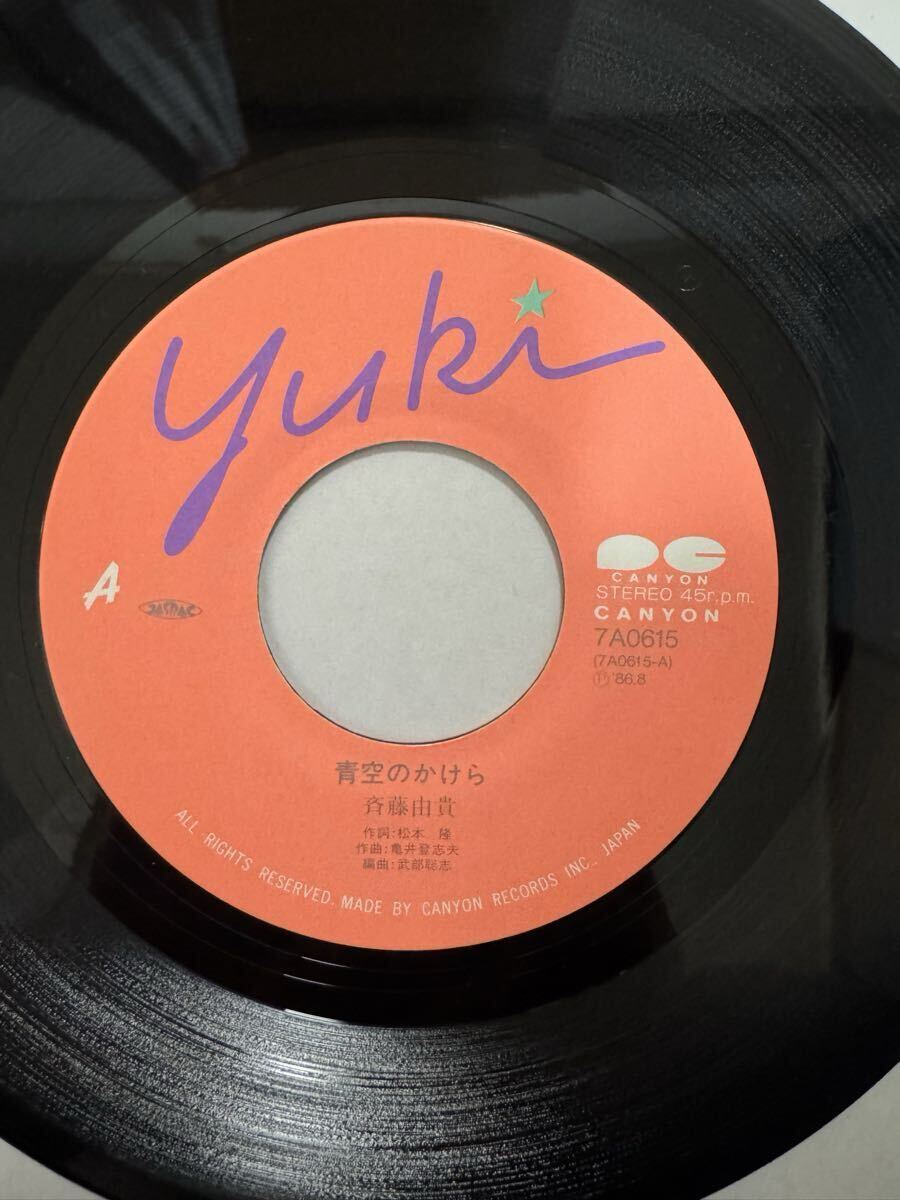 yuki
A
JASRAC
CANYON
STEREO 45r.p.m.
CANYON
7A0615
(7A0615-A)
Ⓟ'86.8
青空のかけら
斉藤由貴
作詞:松本 隆
作曲:亀井登志夫
編曲:武部聡志
ALL RIGHTS RESERVED. MADE BY CANYON RECORDS INC., JAPAN